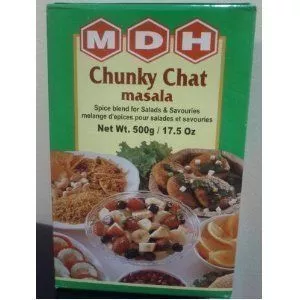 MDH
Chunky Chat
masala
Spice blend for Salads & Savouries
melange d'epices pour salades et savouries
Net Wt. 500g / 17.5 Oz